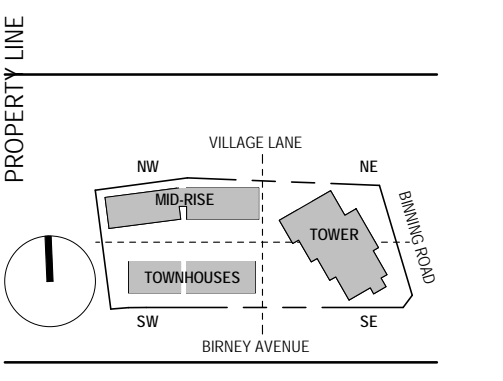 PROPERTY LINE
VILLAGE LANE
NW
NE
MID-RISE
BINNING ROAD
TOWER
TOWNHOUSES
SW
SE
BIRNEY AVENUE